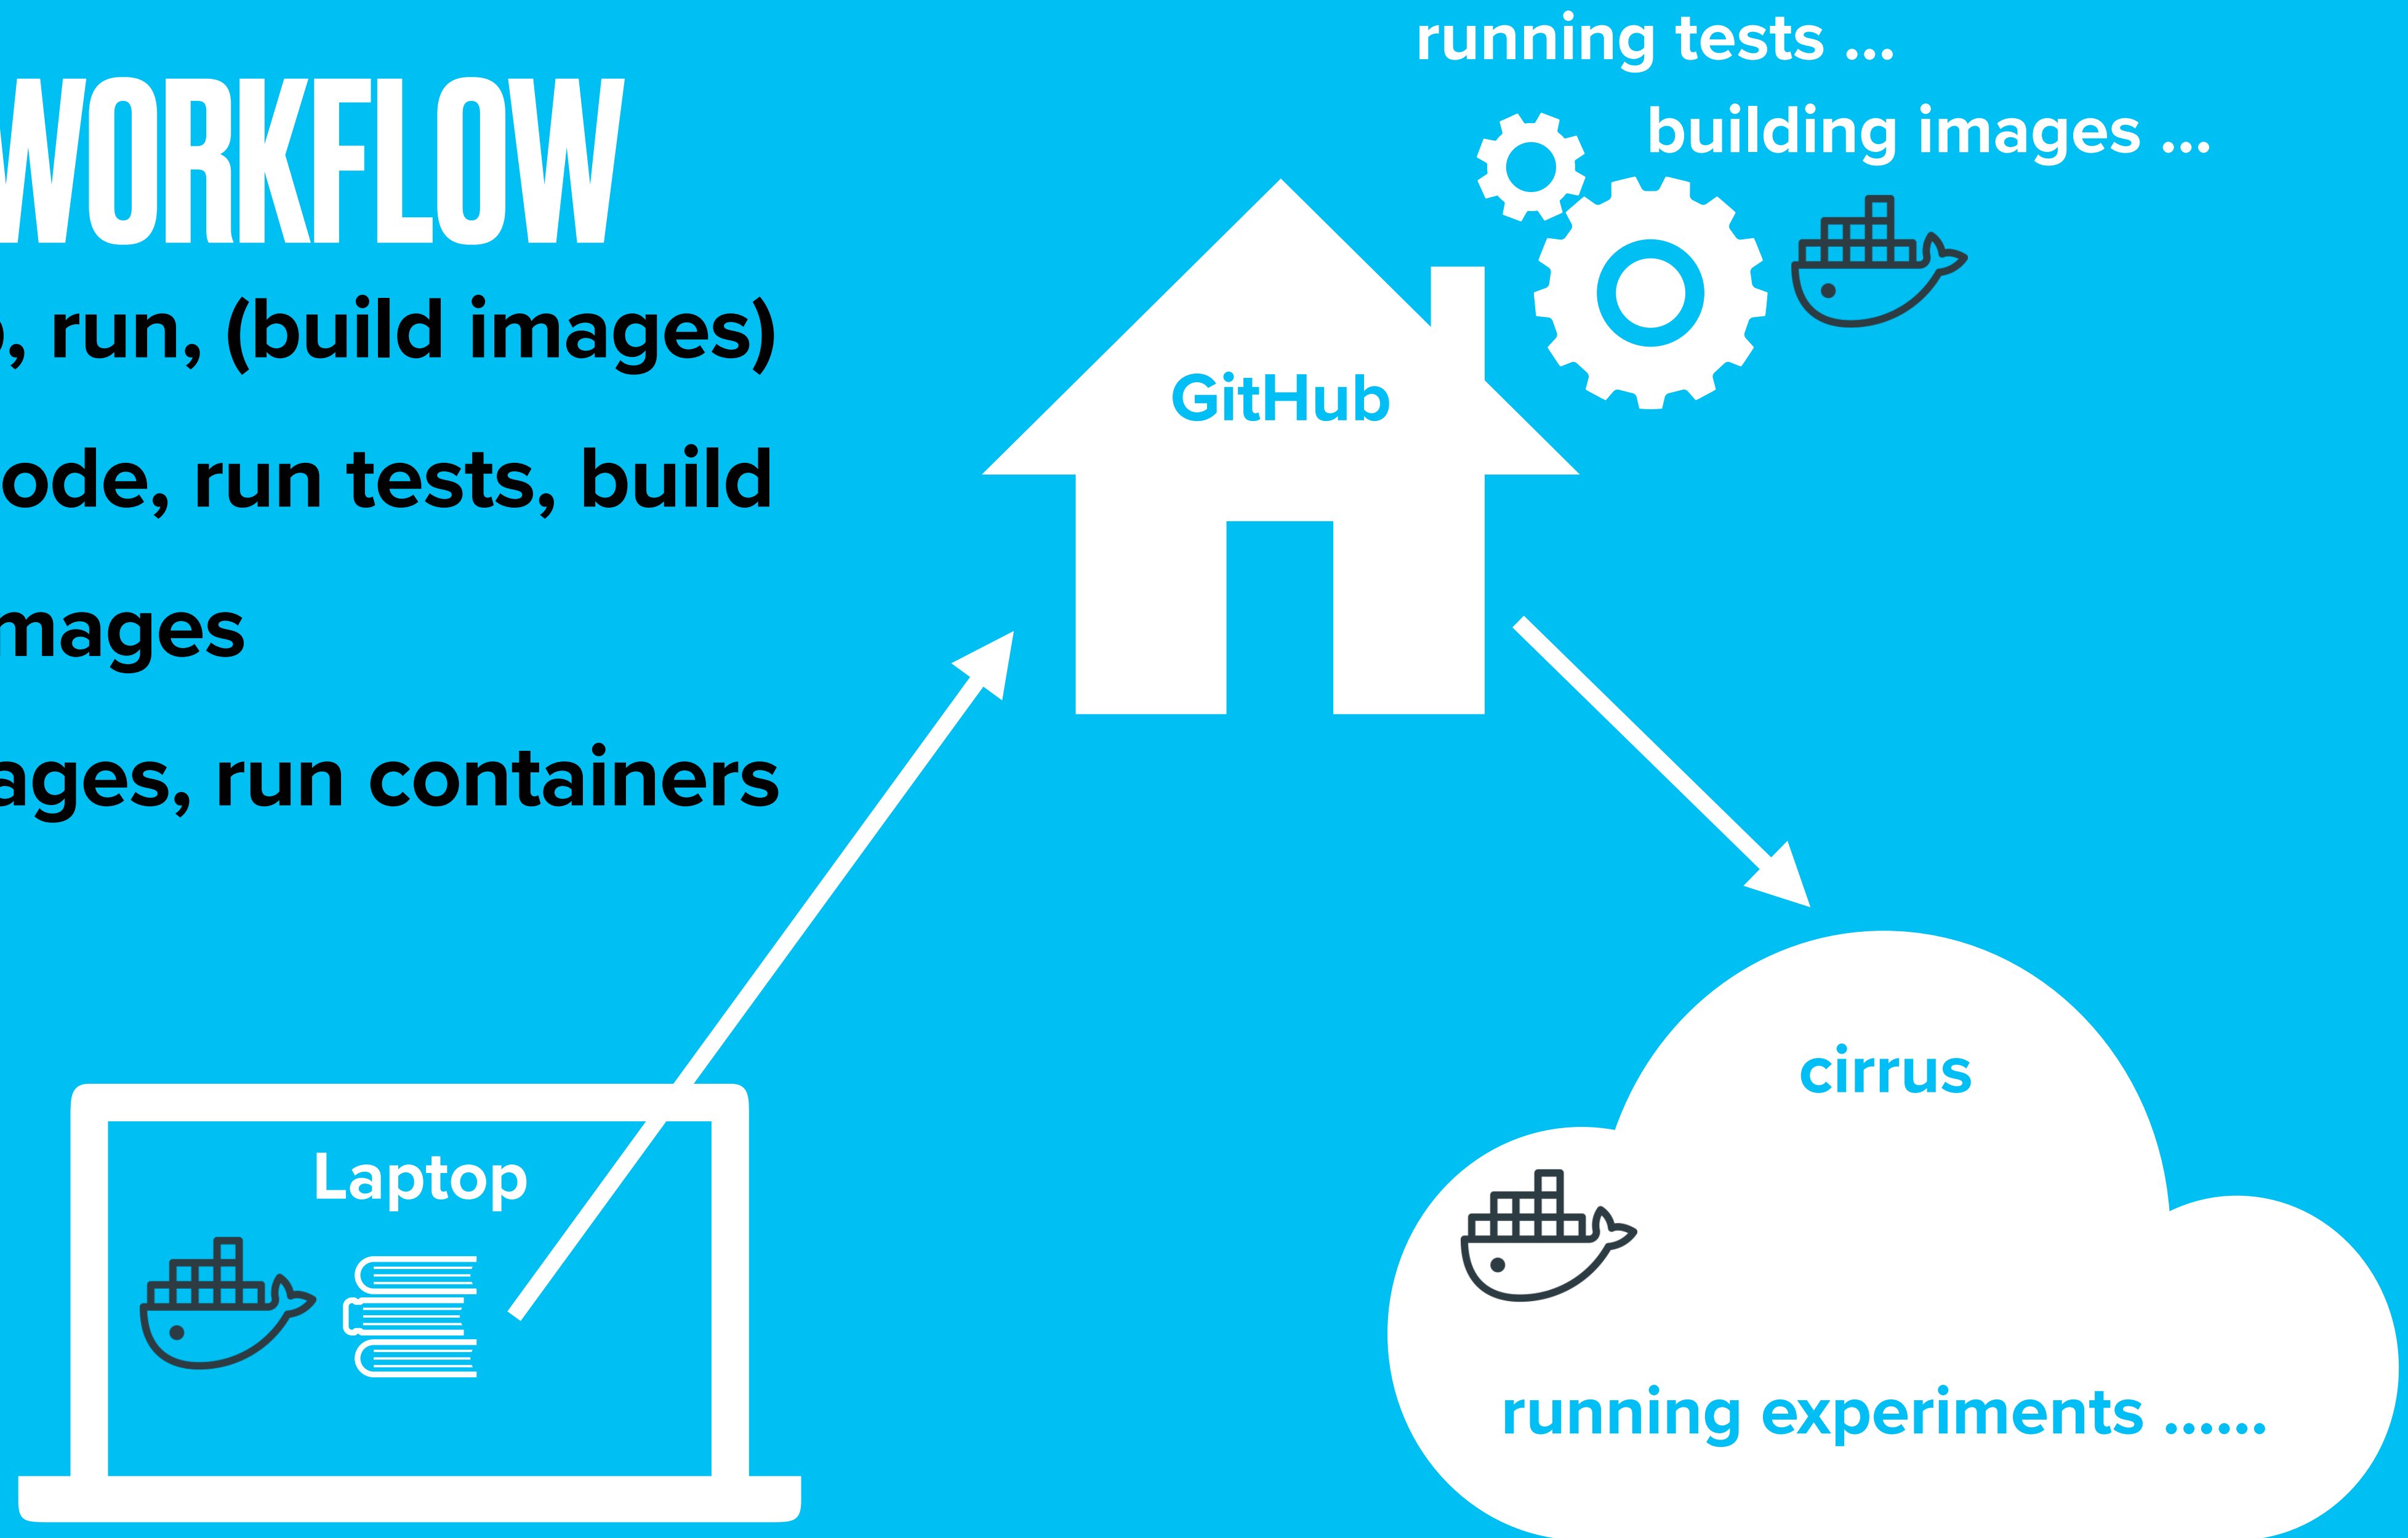 WORKFLOW
, run, (build images)
ode, run tests, build
mages
ages, run containers
running tests ...
building images ...
GitHub
Laptop
cirrus
running experiments ......